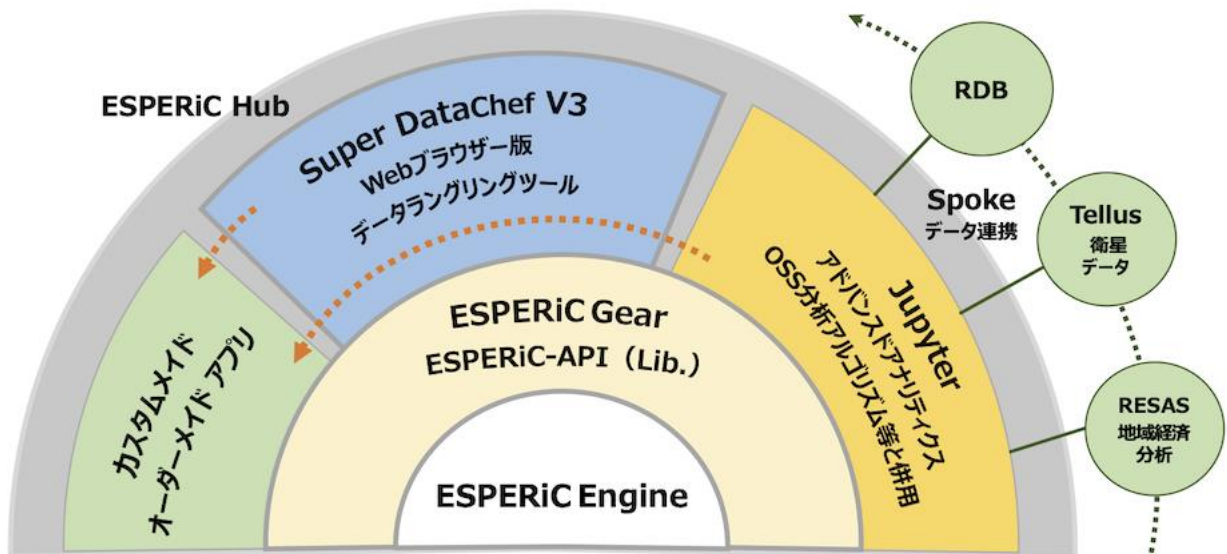 ESPERiC Hub
Super DataChef V3
Webブラウザー版
データラングリングツール
カスタムメイド
オーダーメイド アプリ
ESPERiC Gear
ESPERiC-API（Lib.）
ESPERiC Engine
Jupyter
アドバンスドアナリティクス
OSS分析アルゴリズム等と併用
Spoke
データ連携
RDB
Tellus
衛星
データ
RESAS
地域経済
分析